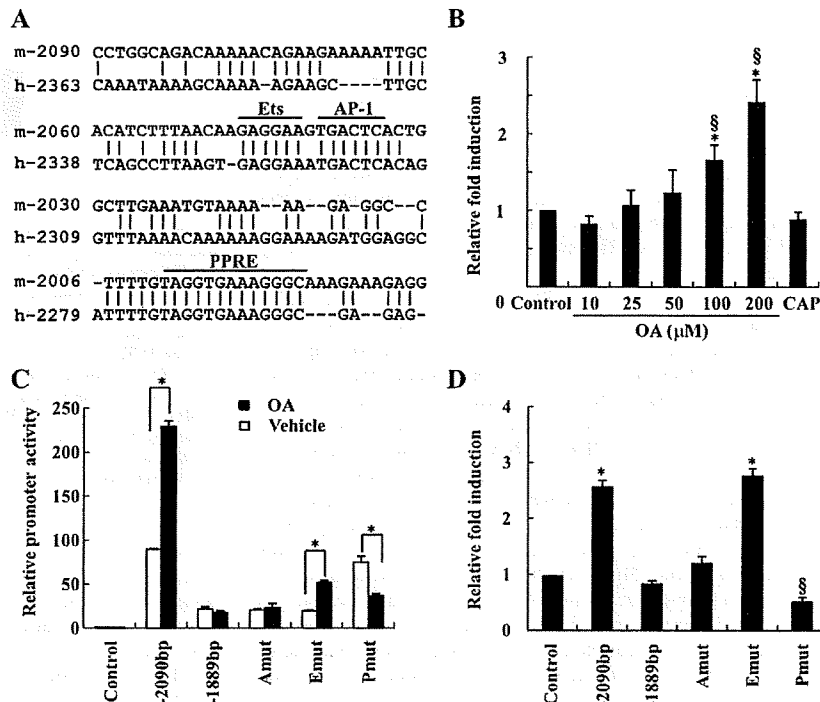 A
m-2090 CCTGGCAGACAAAAACAGAAGAAAAATTGC
h-2363 CAAATAAAAGCAAAA-AGAAGC----TTGC
Ets AP-1
m-2060 ACATCTTTAACAAGAGGAAGTGACTCACTG
h-2338 TCAGCCTTAAGT-GAGGAAATGACTCACAG
m-2030 GCTTGAAATGTAAAA--AA--GA-GGC--C
h-2309 GTTTAAAACAAAAAAGGAAAAGATGGAGGC
PPRE
m-2006 -TTTTGTAGGTGAAAGGGCAAAGAAAGAGG
h-2279 ATTTTGTAGGTGAAAGGGC---GA--GAG-
B
Relative fold induction
3
2
1
0
§
*
§
*
Control 10 25 50 100 200 CAP
OA (μM)
C
Relative promoter activity
250
200
150
100
50
0
OA
Vehicle
*
*
*
Control
-2090bp
-1889bp
Amut
Emut
Pmut
D
Relative fold induction
4
3
2
1
0
*
*
§
Control
-2090bp
-1889bp
Amut
Emut
Pmut